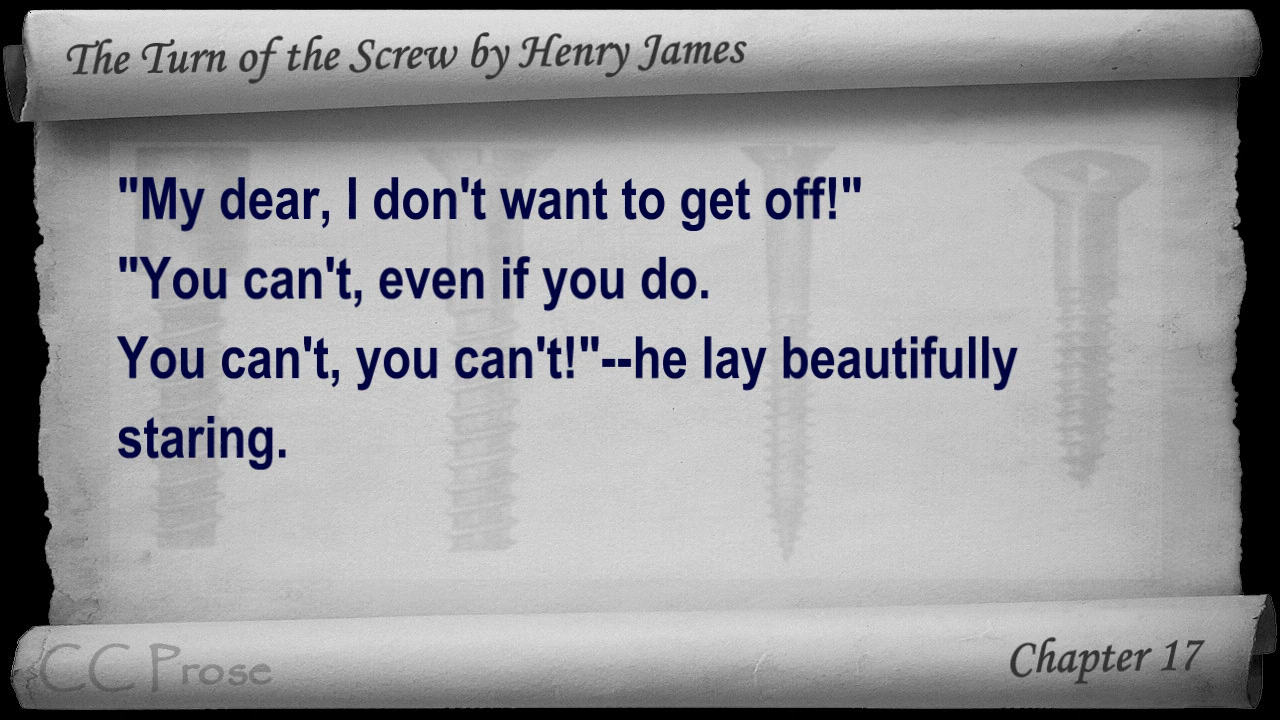 The Turn of the Screw by Henry James
"My dear, I don't want to get off!"
"You can't, even if you do.
You can't, you can't!"--he lay beautifully
staring.
CC Prose
Chapter 17